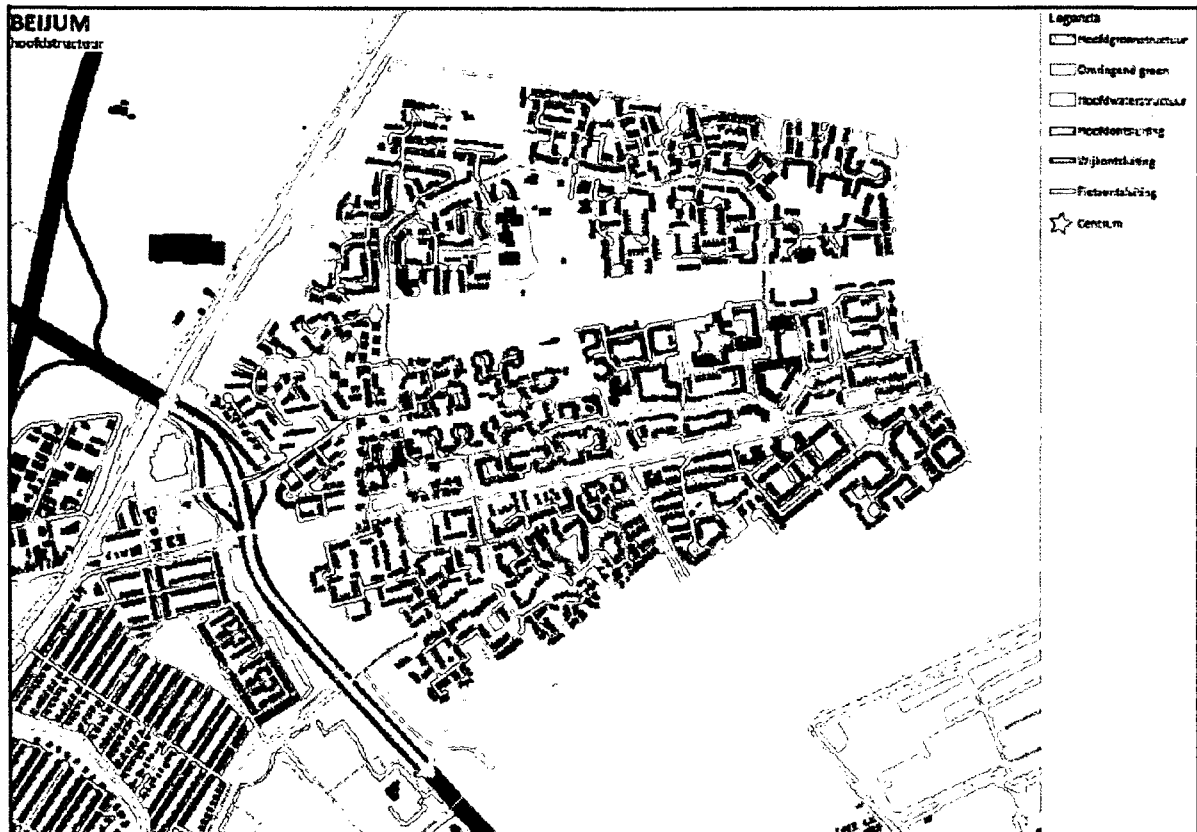 BEIJUM
hoofdstructuur
Legenda
Hoofdgroenstructuur
Omringend groen
Hoofdwaterstructuur
Hoofdontsluiting
Wijkontsluiting
Fietsontsluiting
Centrum